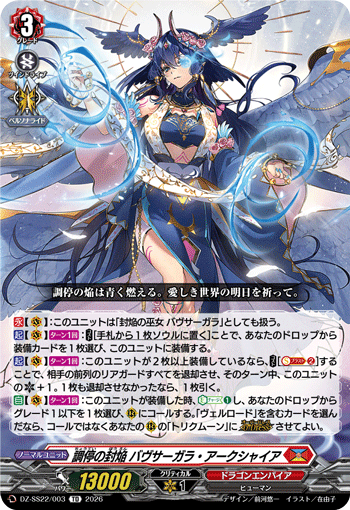 3
グレード
ツインドライブ
ペルソナライド
調停の焔は青く燃える。愛しき世界の明日を祈って。
永【】：このユニットは「封焔の巫女 バヴサーガラ」としても扱う。
起【】【ターン1回】：[手札から１枚ソウルに置く]ことで、あなたのドロップから
装備カードを１枚選び、このユニットに装備する。
起【】【ターン1回】：このユニットが２枚以上装備しているなら、[ブラスト2]する
ことで、相手の前列のリアガードすべてを退却させ、そのターン中、このユニット
の＋１。１枚も退却させなかったなら、１枚引く。
自【】【ターン1回】：このユニットが装備した時、[1]し、あなたのドロップから
グレード１以下を１枚選び、にコールする。「ヴェルロード」を含むカードを選ん
だなら、コールではなくあなたの【】に『トリクムーン』させてよい。
ノーマルユニット
調停の封焔 バヴサーガラ・アークシャイア
パワー 13000
クリティカル
1
ドラゴンエンパイア
ヒューマン
DZ-SS22/003 TD 2026
デザイン／前河悠一 イラスト／在由子